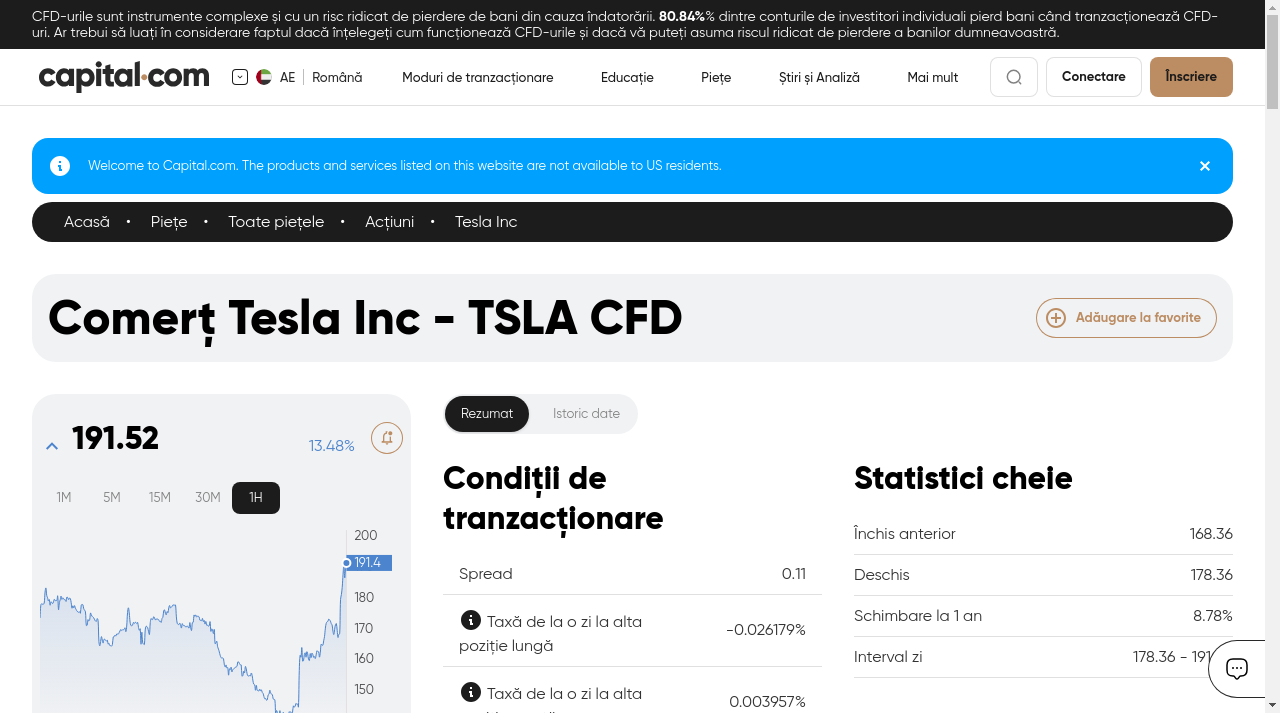 CFD-urile sunt instrumente complexe și cu un risc ridicat de pierdere de bani din cauza îndatorării. 80.84%% dintre conturile de investitori individuali pierd bani când tranzacționează CFD-
uri. Ar trebui să luați în considerare faptul dacă înțelegeți cum funcționează CFD-urile și dacă vă puteți asuma riscul ridicat de pierdere a banilor dumneavoastră.
capital.com AE Română Moduri de tranzacționare Educație Piețe Știri și Analiză Mai mult Conectare Înscriere
Welcome to Capital.com. The products and services listed on this website are not available to US residents.
Acasă • Piețe • Toate piețele • Acțiuni • Tesla Inc
Comerț Tesla Inc - TSLA CFD
Adăugare la favorite
191.52 13.48%
1M 5M 15M 30M 1H
200
191.4
180
170
160
150
Rezumat Istoric date
Condiții de
tranzacționare
Spread 0.11
Taxă de la o zi la alta
poziție lungă
-0.026179%
Taxă de la o zi la alta
0.003957%
Statistici cheie
Închis anterior 168.36
Deschis 178.36
Schimbare la 1 an 8.78%
Interval zi 178.36 -